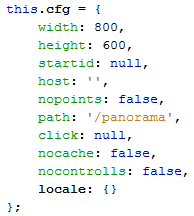 this.cfg = {
    width: 800,
    height: 600,
    startid: null,
    host: '',
    nopoints: false,
    path: '/panorama',
    click: null,
    nocache: false,
    nocontrolls: false,
    locale: {}
};